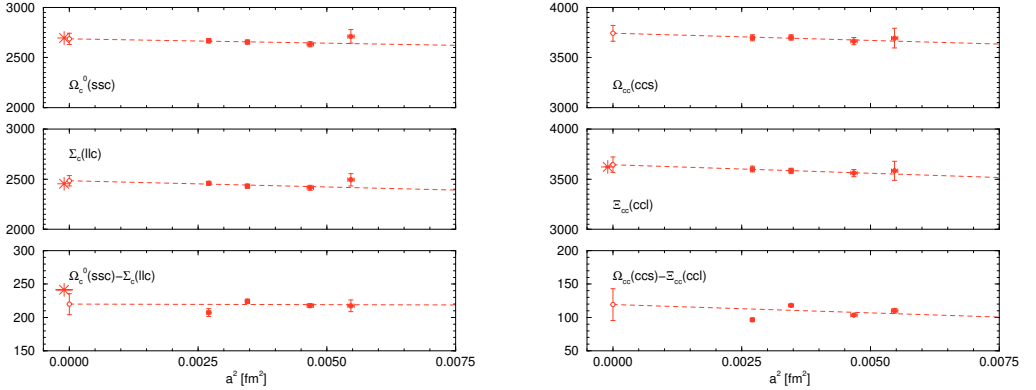 3000
2500
2000
Ω_c^0(ssc)
3000
2500
2000
Σ_c(llc)
300
250
200
150
Ω_c^0(ssc)−Σ_c(llc)
0.0000 0.0025 0.0050 0.0075
a^2 [fm^2]
4000
3500
3000
Ω_cc(ccs)
4000
3500
3000
Ξ_cc(ccl)
200
150
100
50
Ω_cc(ccs)−Ξ_cc(ccl)
0.0000 0.0025 0.0050 0.0075
a^2 [fm^2]